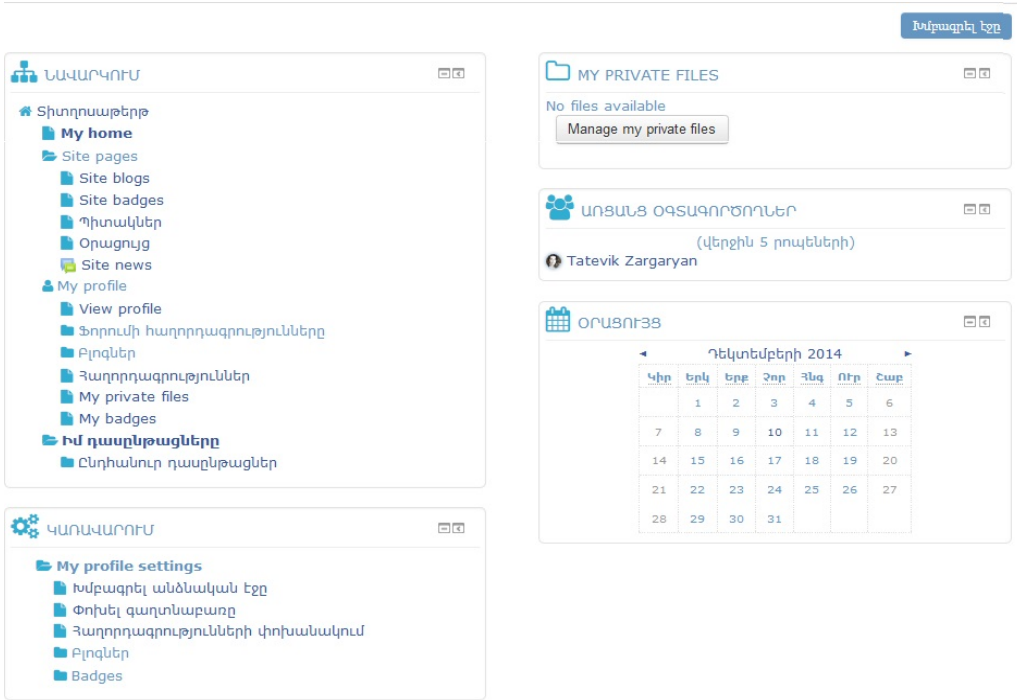 Խմբագրել էջը
ՆԱՎԱՐԿՈՒՄ
Տիտղոսաթերթ
My home
Site pages
Site blogs
Site badges
Պիտակներ
Օրացույց
Site news
My profile
View profile
Ֆորումի հաղորդագրությունները
Բլոգներ
Հաղորդագրություններ
My private files
My badges
Իմ դասընթացները
Ընդհանուր դասընթացներ
ԿԱՌԱՎԱՐՈՒՄ
My profile settings
Խմբագրել անձնական էջը
Փոխել գաղտնաբառը
Հաղորդագրությունների փոխանակում
Բլոգներ
Badges
MY PRIVATE FILES
No files available
Manage my private files
ԱՌՑԱՆՑ ՕԳՏԱԳՈՐԾՈՂՆԵՐ
(վերջին 5 րոպեների)
Tatevik Zargaryan
ՕՐԱՑՈՒՅՑ
◄ Դեկտեմբերի 2014 ►
Կիր Երկ Երք Չոր Հնգ ՈՒր Շաբ
1 2 3 4 5 6
7 8 9 10 11 12 13
14 15 16 17 18 19 20
21 22 23 24 25 26 27
28 29 30 31